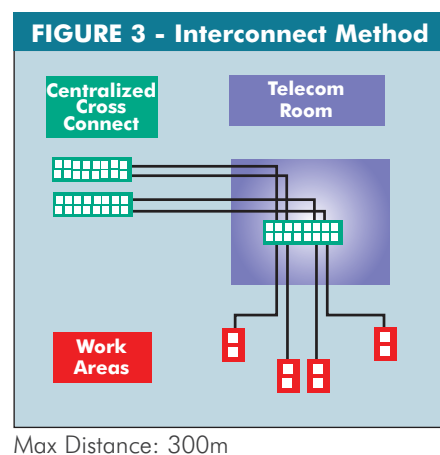 FIGURE 3 - Interconnect Method
Centralized
Cross
Connect
Telecom
Room
Work
Areas
Max Distance: 300m